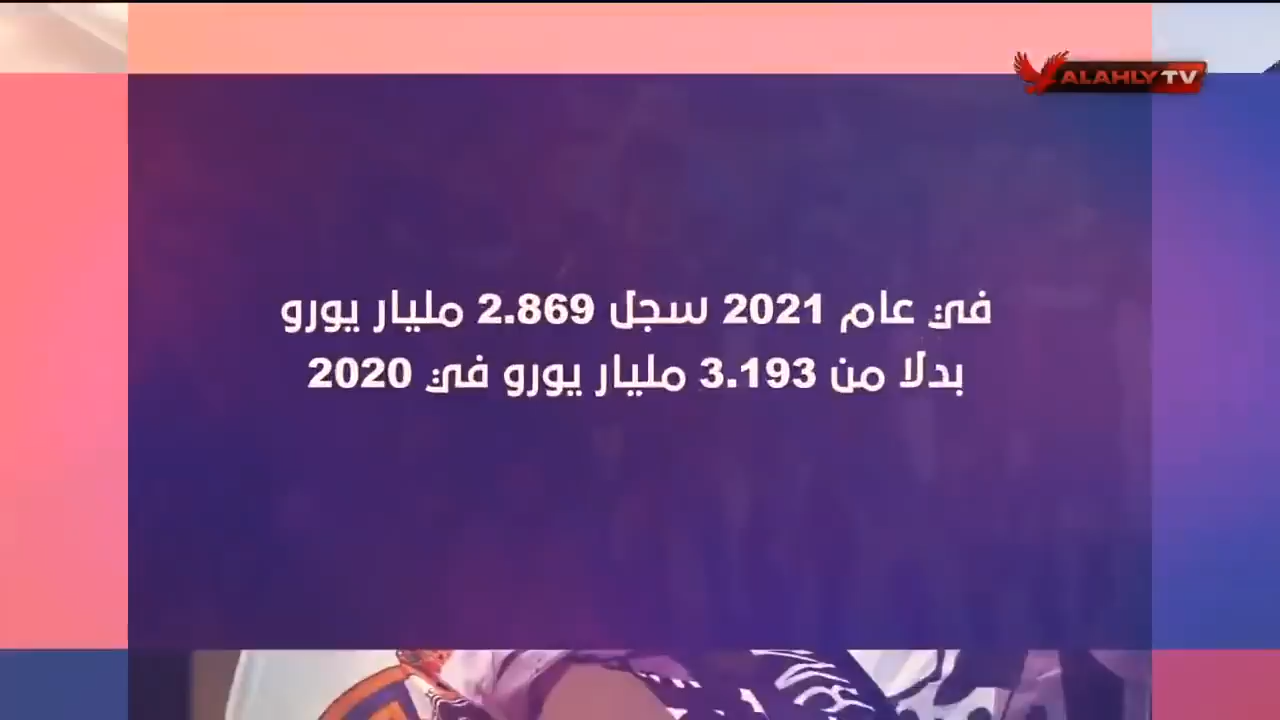 ALAHLY TV
في عام 2021 سجل 2.869 مليار يورو
بدلا من 3.193 مليار يورو في 2020